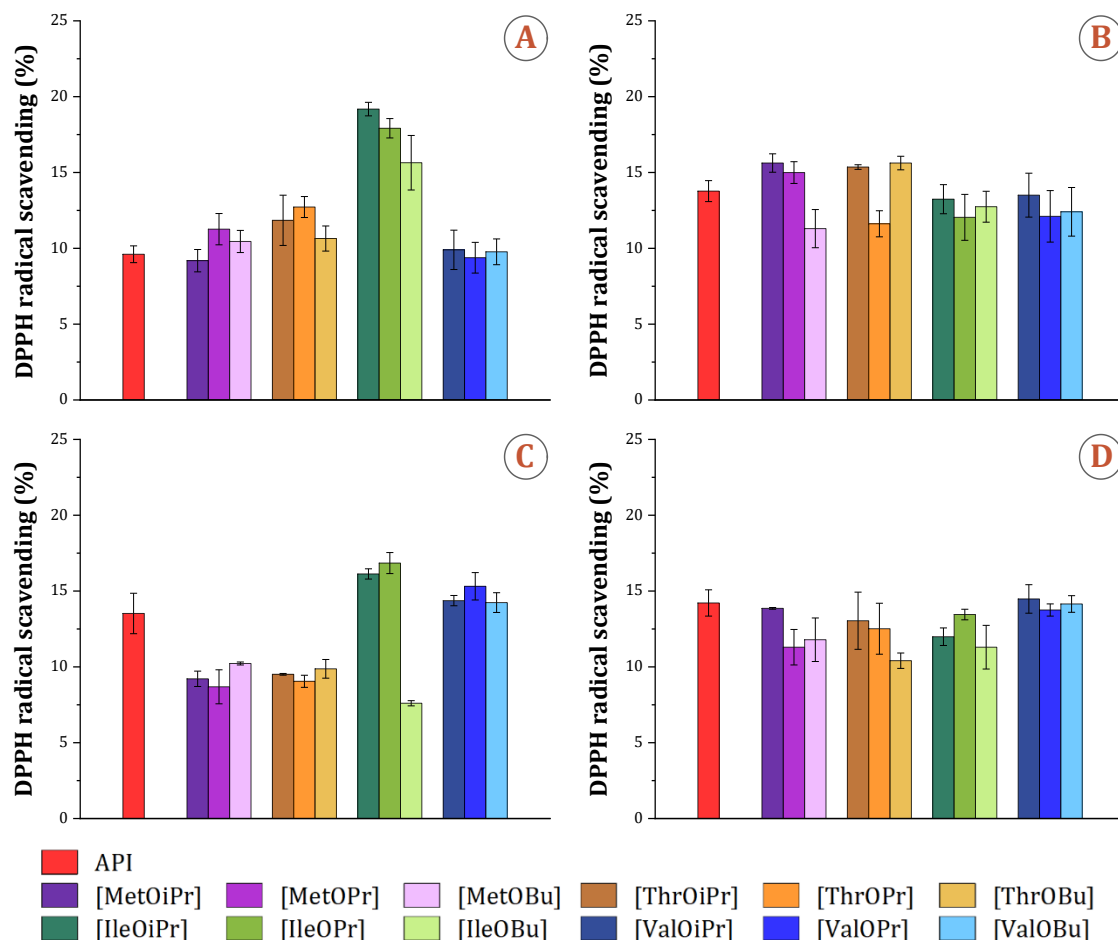 DPPH radical scavending (%)
25
20
15
10
5
0
A
DPPH radical scavending (%)
25
20
15
10
5
0
B
DPPH radical scavending (%)
25
20
15
10
5
0
C
DPPH radical scavending (%)
25
20
15
10
5
0
D
API
[MetOiPr] [MetOPr] [MetOBu] [ThrOiPr] [ThrOPr] [ThrOBu]
[IleOiPr] [IleOPr] [IleOBu] [ValOiPr] [ValOPr] [ValOBu]